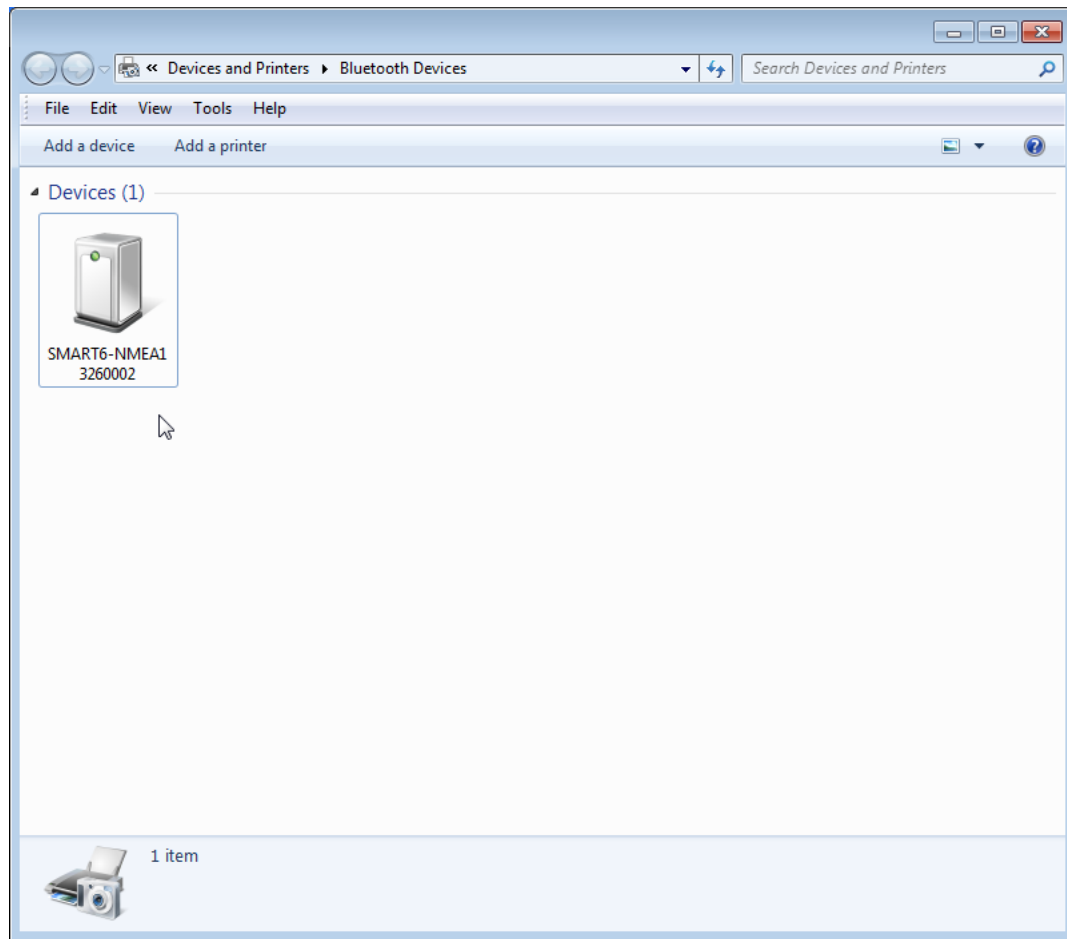 « Devices and Printers Bluetooth Devices Search Devices and Printers
File Edit View Tools Help
Add a device Add a printer
Devices (1)
SMART6-NMEA1
3260002
1 item